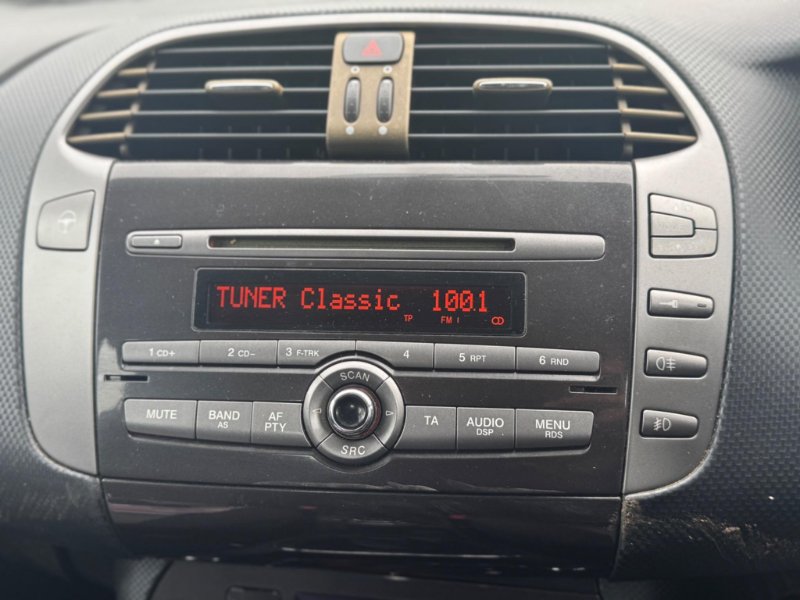 TUNER Classic 100.1
TP FM I CD
1 CD+ 2 CD- 3 F-TRK 4 5 RPT 6 RND
SCAN
MUTE BAND AS AF PTY TA AUDIO DSP MENU RDS
SRC